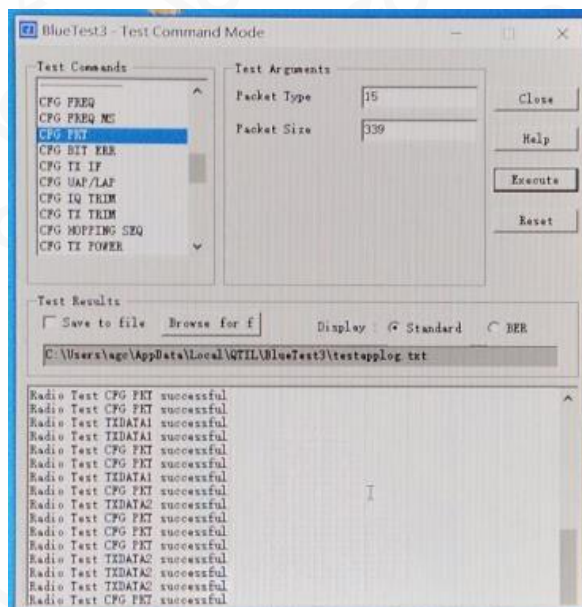 BlueTest3 - Test Command Mode
Test Commands
CFG FREQ
CFG FREQ MS
CFG PKT
CFG BIT ERR
CFG TX IF
CFG UAP/LAP
CFG IQ TRIM
CFG TX TRIM
CFG HOPPING SEQ
CFG TX POWER
Test Arguments
Packet Type 15
Packet Size 339
Close
Help
Execute
Reset
Test Results
Save to file Browse for f Display : Standard BER
C:\Users\agc\AppData\Local\QTIL\BlueTest3\testapplog.txt
Radio Test CFG PKT successful
Radio Test CFG PKT successful
Radio Test TXDATA1 successful
Radio Test TXDATA1 successful
Radio Test CFG PKT successful
Radio Test CFG PKT successful
Radio Test TXDATA1 successful
Radio Test CFG PKT successful
Radio Test TXDATA2 successful
Radio Test CFG PKT successful
Radio Test CFG PKT successful
Radio Test CFG PKT successful
Radio Test TXDATA2 successful
Radio Test TXDATA2 successful
Radio Test TXDATA2 successful
Radio Test CFG PKT successful